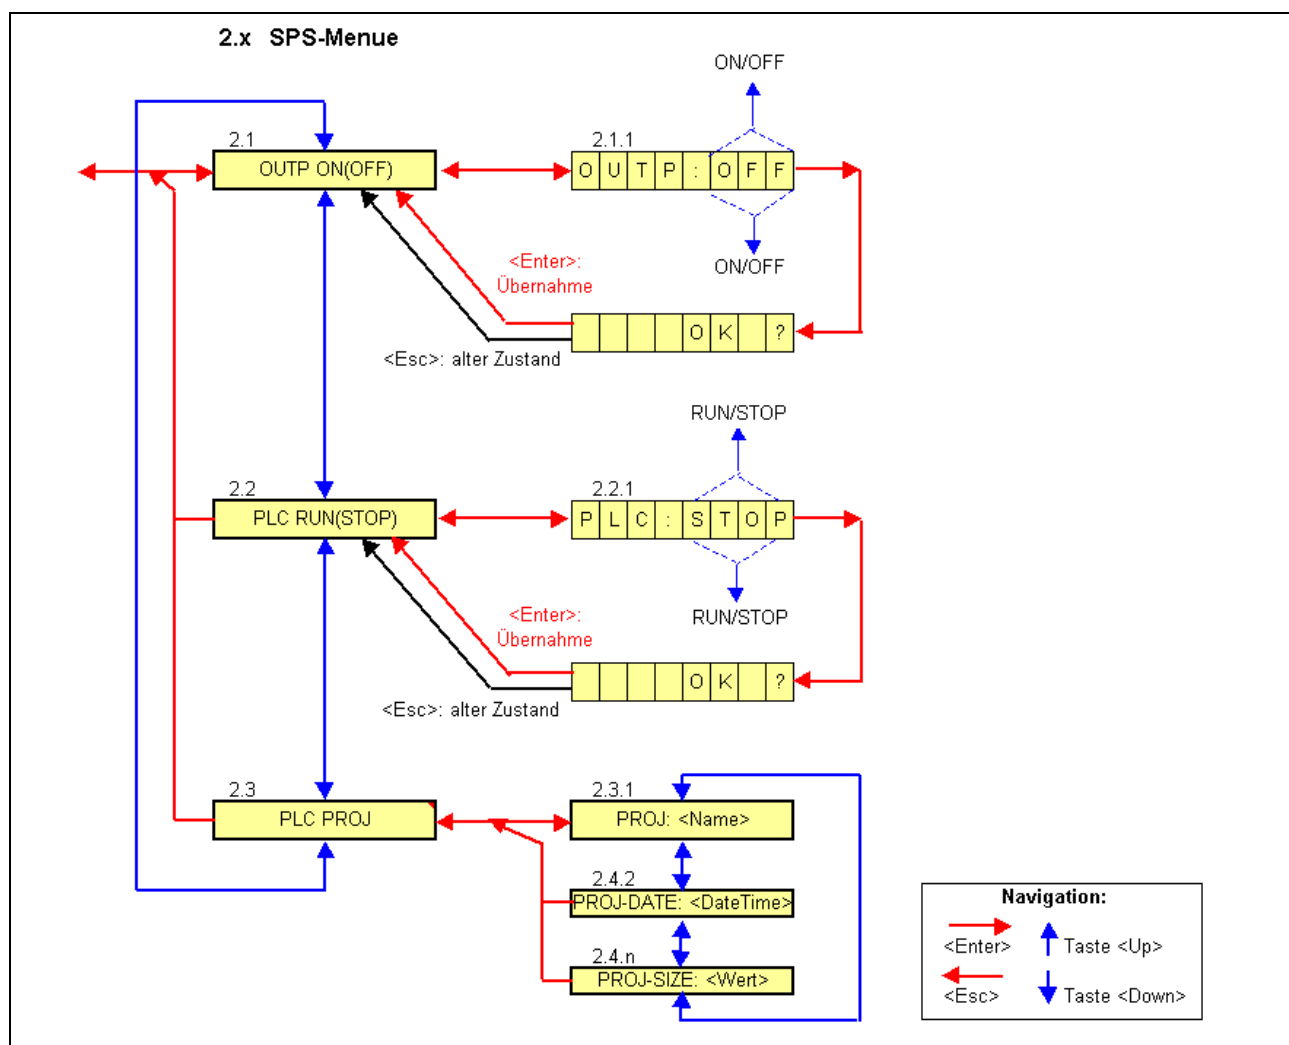 2.x SPS-Menue
ON/OFF
2.1
2.1.1
OUTP ON(OFF)
O U T P : O F F
ON/OFF
<Enter>:
Übernahme
O K ?
<Esc>: alter Zustand
RUN/STOP
2.2
2.2.1
PLC RUN(STOP)
P L C : S T O P
RUN/STOP
<Enter>:
Übernahme
O K ?
<Esc>: alter Zustand
2.3
2.3.1
PLC PROJ
PROJ: <Name>
2.4.2
PROJ-DATE: <DateTime>
2.4.n
PROJ-SIZE: <Wert>
Navigation:
<Enter>
Taste <Up>
<Esc>
Taste <Down>